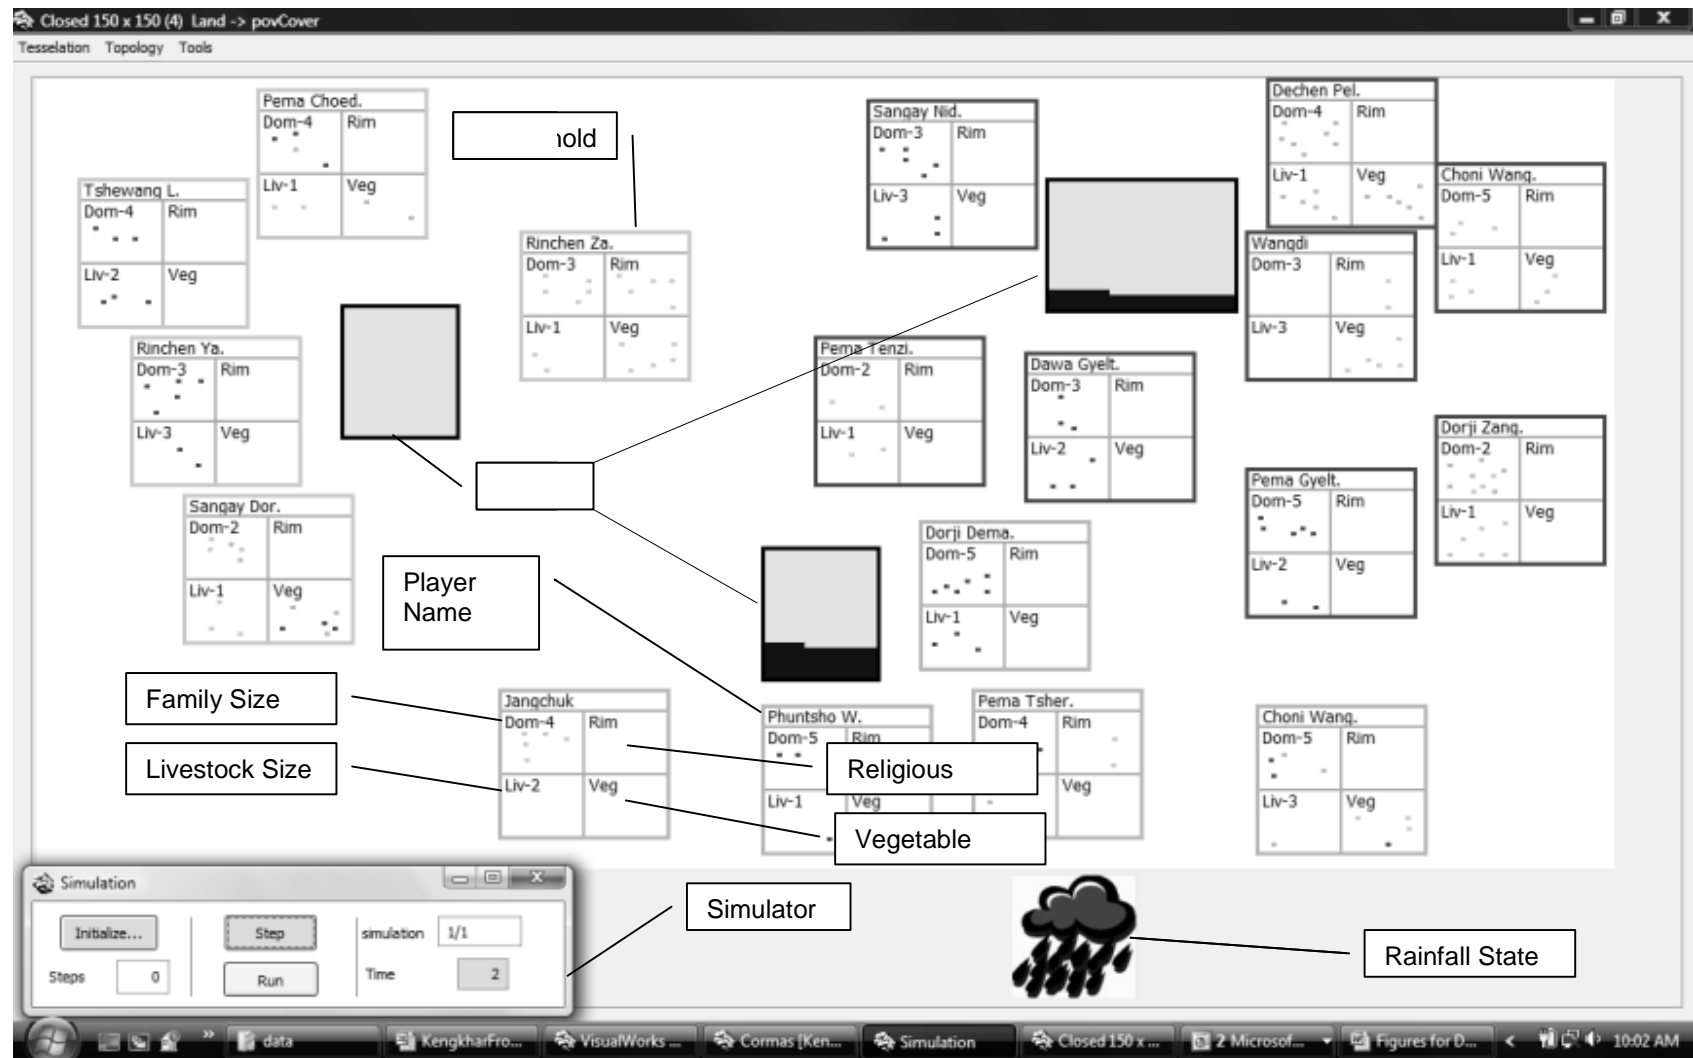 Closed 150 x 150 (4) Land -> povCover
Tesselation Topology Tools
Pema Choed.
Dom-4 Rim
Liv-1 Veg
Tshewang L.
Dom-4 Rim
Liv-2 Veg
Rinchen Za.
Dom-3 Rim
Liv-1 Veg
Rinchen Ya.
Dom-3 Rim
Liv-3 Veg
Sangay Dor.
Dom-2 Rim
Liv-1 Veg
Sangay Nid.
Dom-3 Rim
Liv-3 Veg
Dechen Pel.
Dom-4 Rim
Liv-1 Veg
Choni Wang.
Dom-5 Rim
Liv-1 Veg
Wangdi
Dom-3 Rim
Liv-3 Veg
Pema Tenzi.
Dom-2 Rim
Liv-1 Veg
Dawa Gyelt.
Dom-3 Rim
Liv-2 Veg
Dorji Zang.
Dom-2 Rim
Liv-1 Veg
Pema Gyelt.
Dom-5 Rim
Liv-2 Veg
Dorji Dema.
Dom-5 Rim
Liv-1 Veg
Player
Name
Family Size
Livestock Size
Jangchuk
Dom-4 Rim
Liv-2 Veg
Phuntsho W.
Dom-5 Rim
Liv-1 Veg
Pema Tsher.
Dom-4 Rim
Veg
Religious
Vegetable
Choni Wang.
Dom-5 Rim
Liv-3 Veg
Simulation
Initialize... Step simulation 1/1
Steps 0 Run Time 2
Simulator
Rainfall State
data KengkharFro... VisualWorks ... Cormas [Ken... Simulation Closed 150 x ... 2 Microsof... Figures for D... 10:02 AM